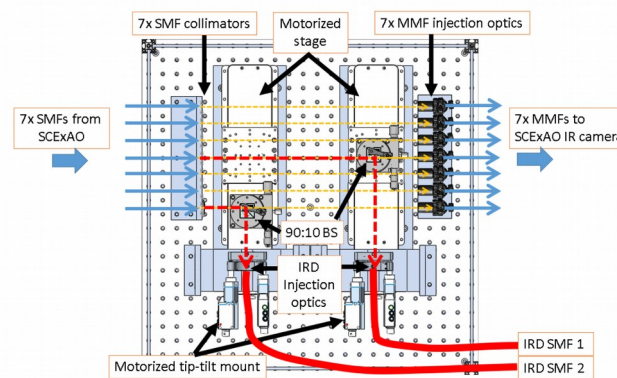 7x SMF collimators
Motorized
stage
7x MMF injection optics
7x SMFs from
SCExAO
7x MMFs to
SCExAO IR camera
90:10 BS
IRD
Injection
optics
Motorized tip-tilt mount
IRD SMF 1
IRD SMF 2